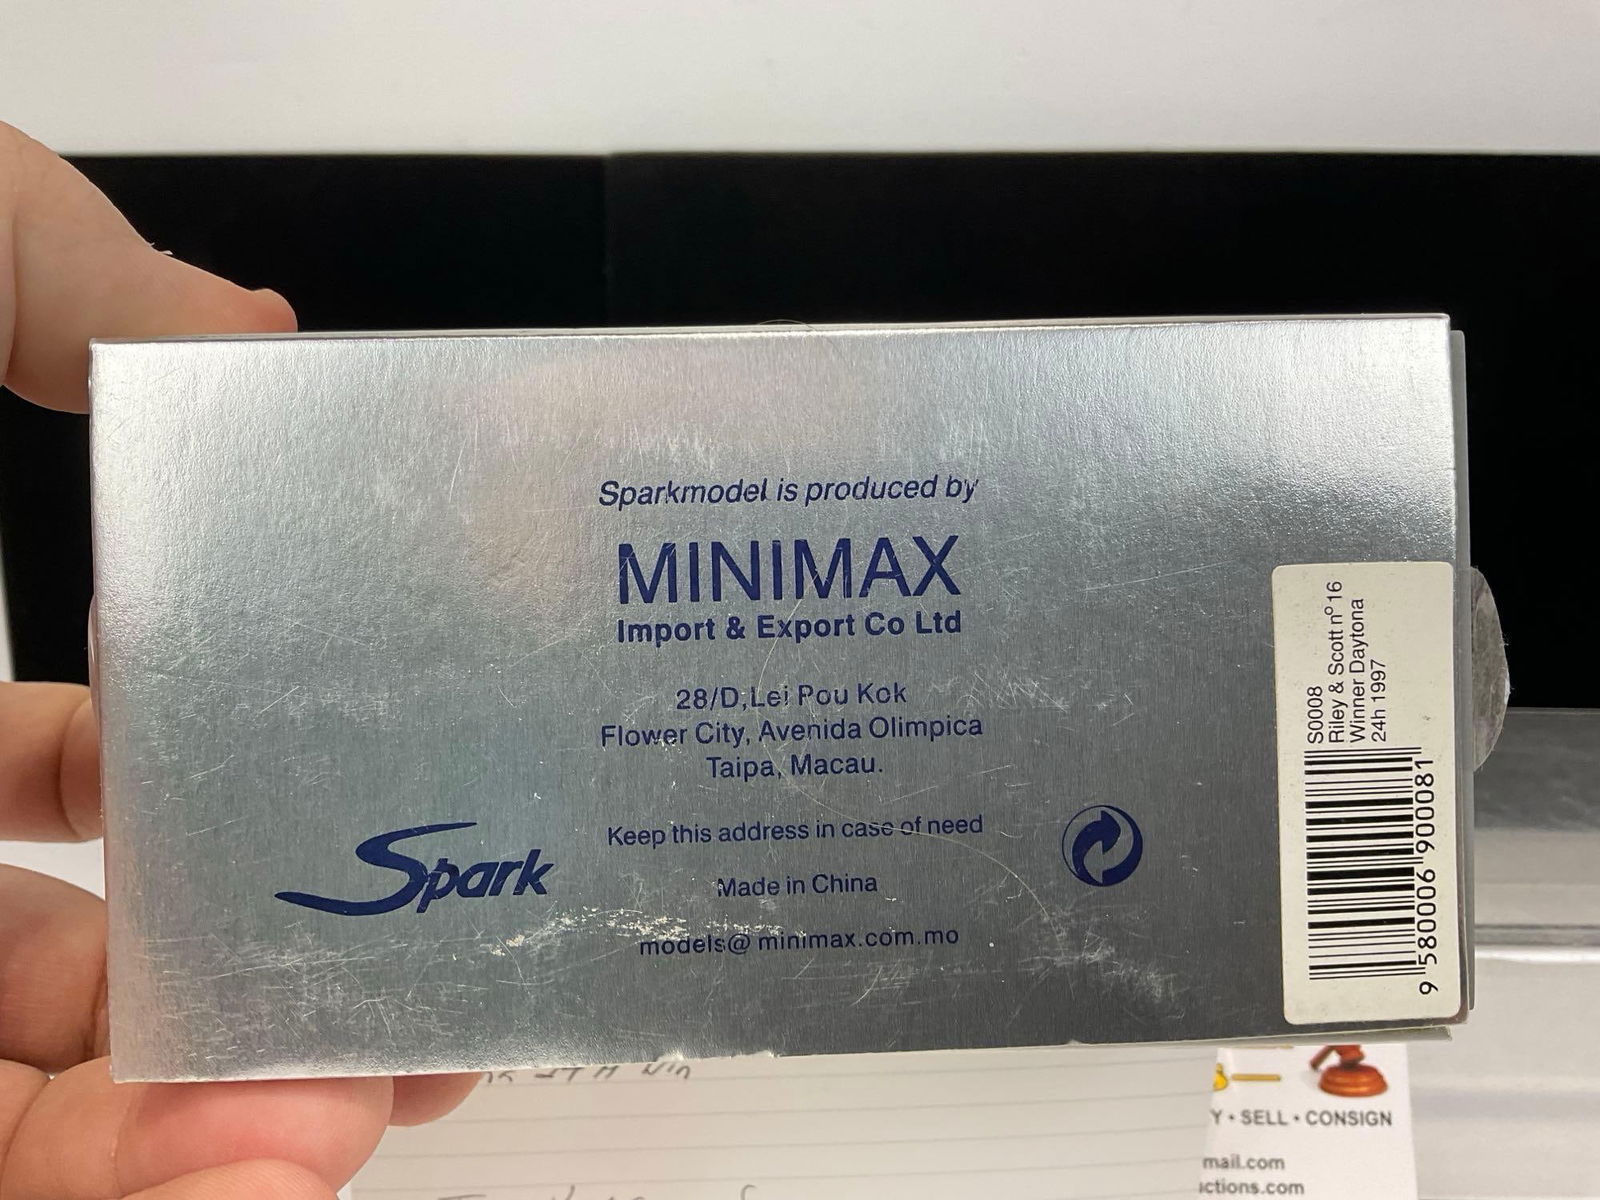 Sparkmodel is produced by
MINIMAX
Import & Export Co Ltd
28/D,Lei Pou Kok
Flower City, Avenida Olimpica
Taipa, Macau.
Keep this address in case of need
Made in China
models@ minimax.com.mo
Spark
S0008
Riley & Scott nº 16
Winner Daytona
24h 1997
9 580006 900081
Y • SELL • CONSIGN
mail.com
ictions.com